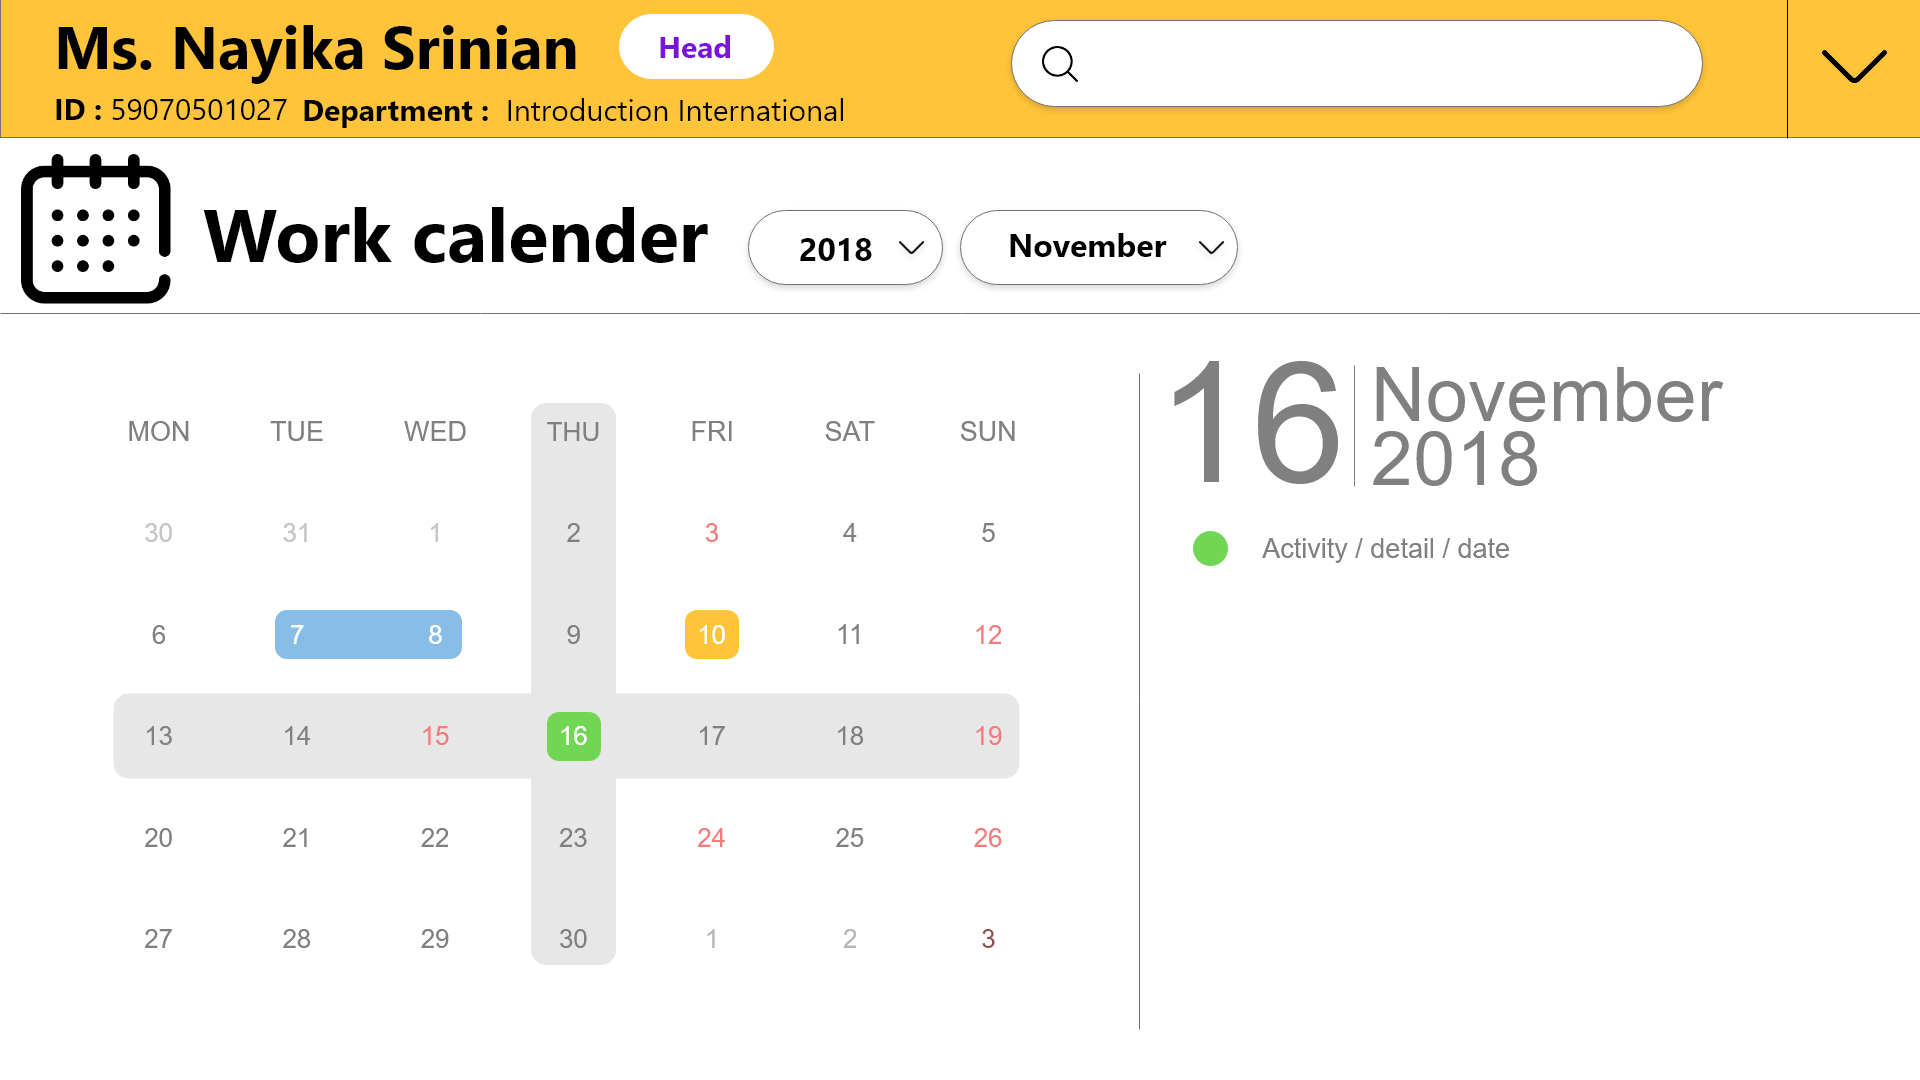 Ms. Nayika Srinian Head
ID : 59070501027 Department : Introduction International
Work calender 2018 November
MON TUE WED THU FRI SAT SUN
30 31 1 2 3 4 5
6 7 8 9 10 11 12
13 14 15 16 17 18 19
20 21 22 23 24 25 26
27 28 29 30 1 2 3
16 November
2018
Activity / detail / date